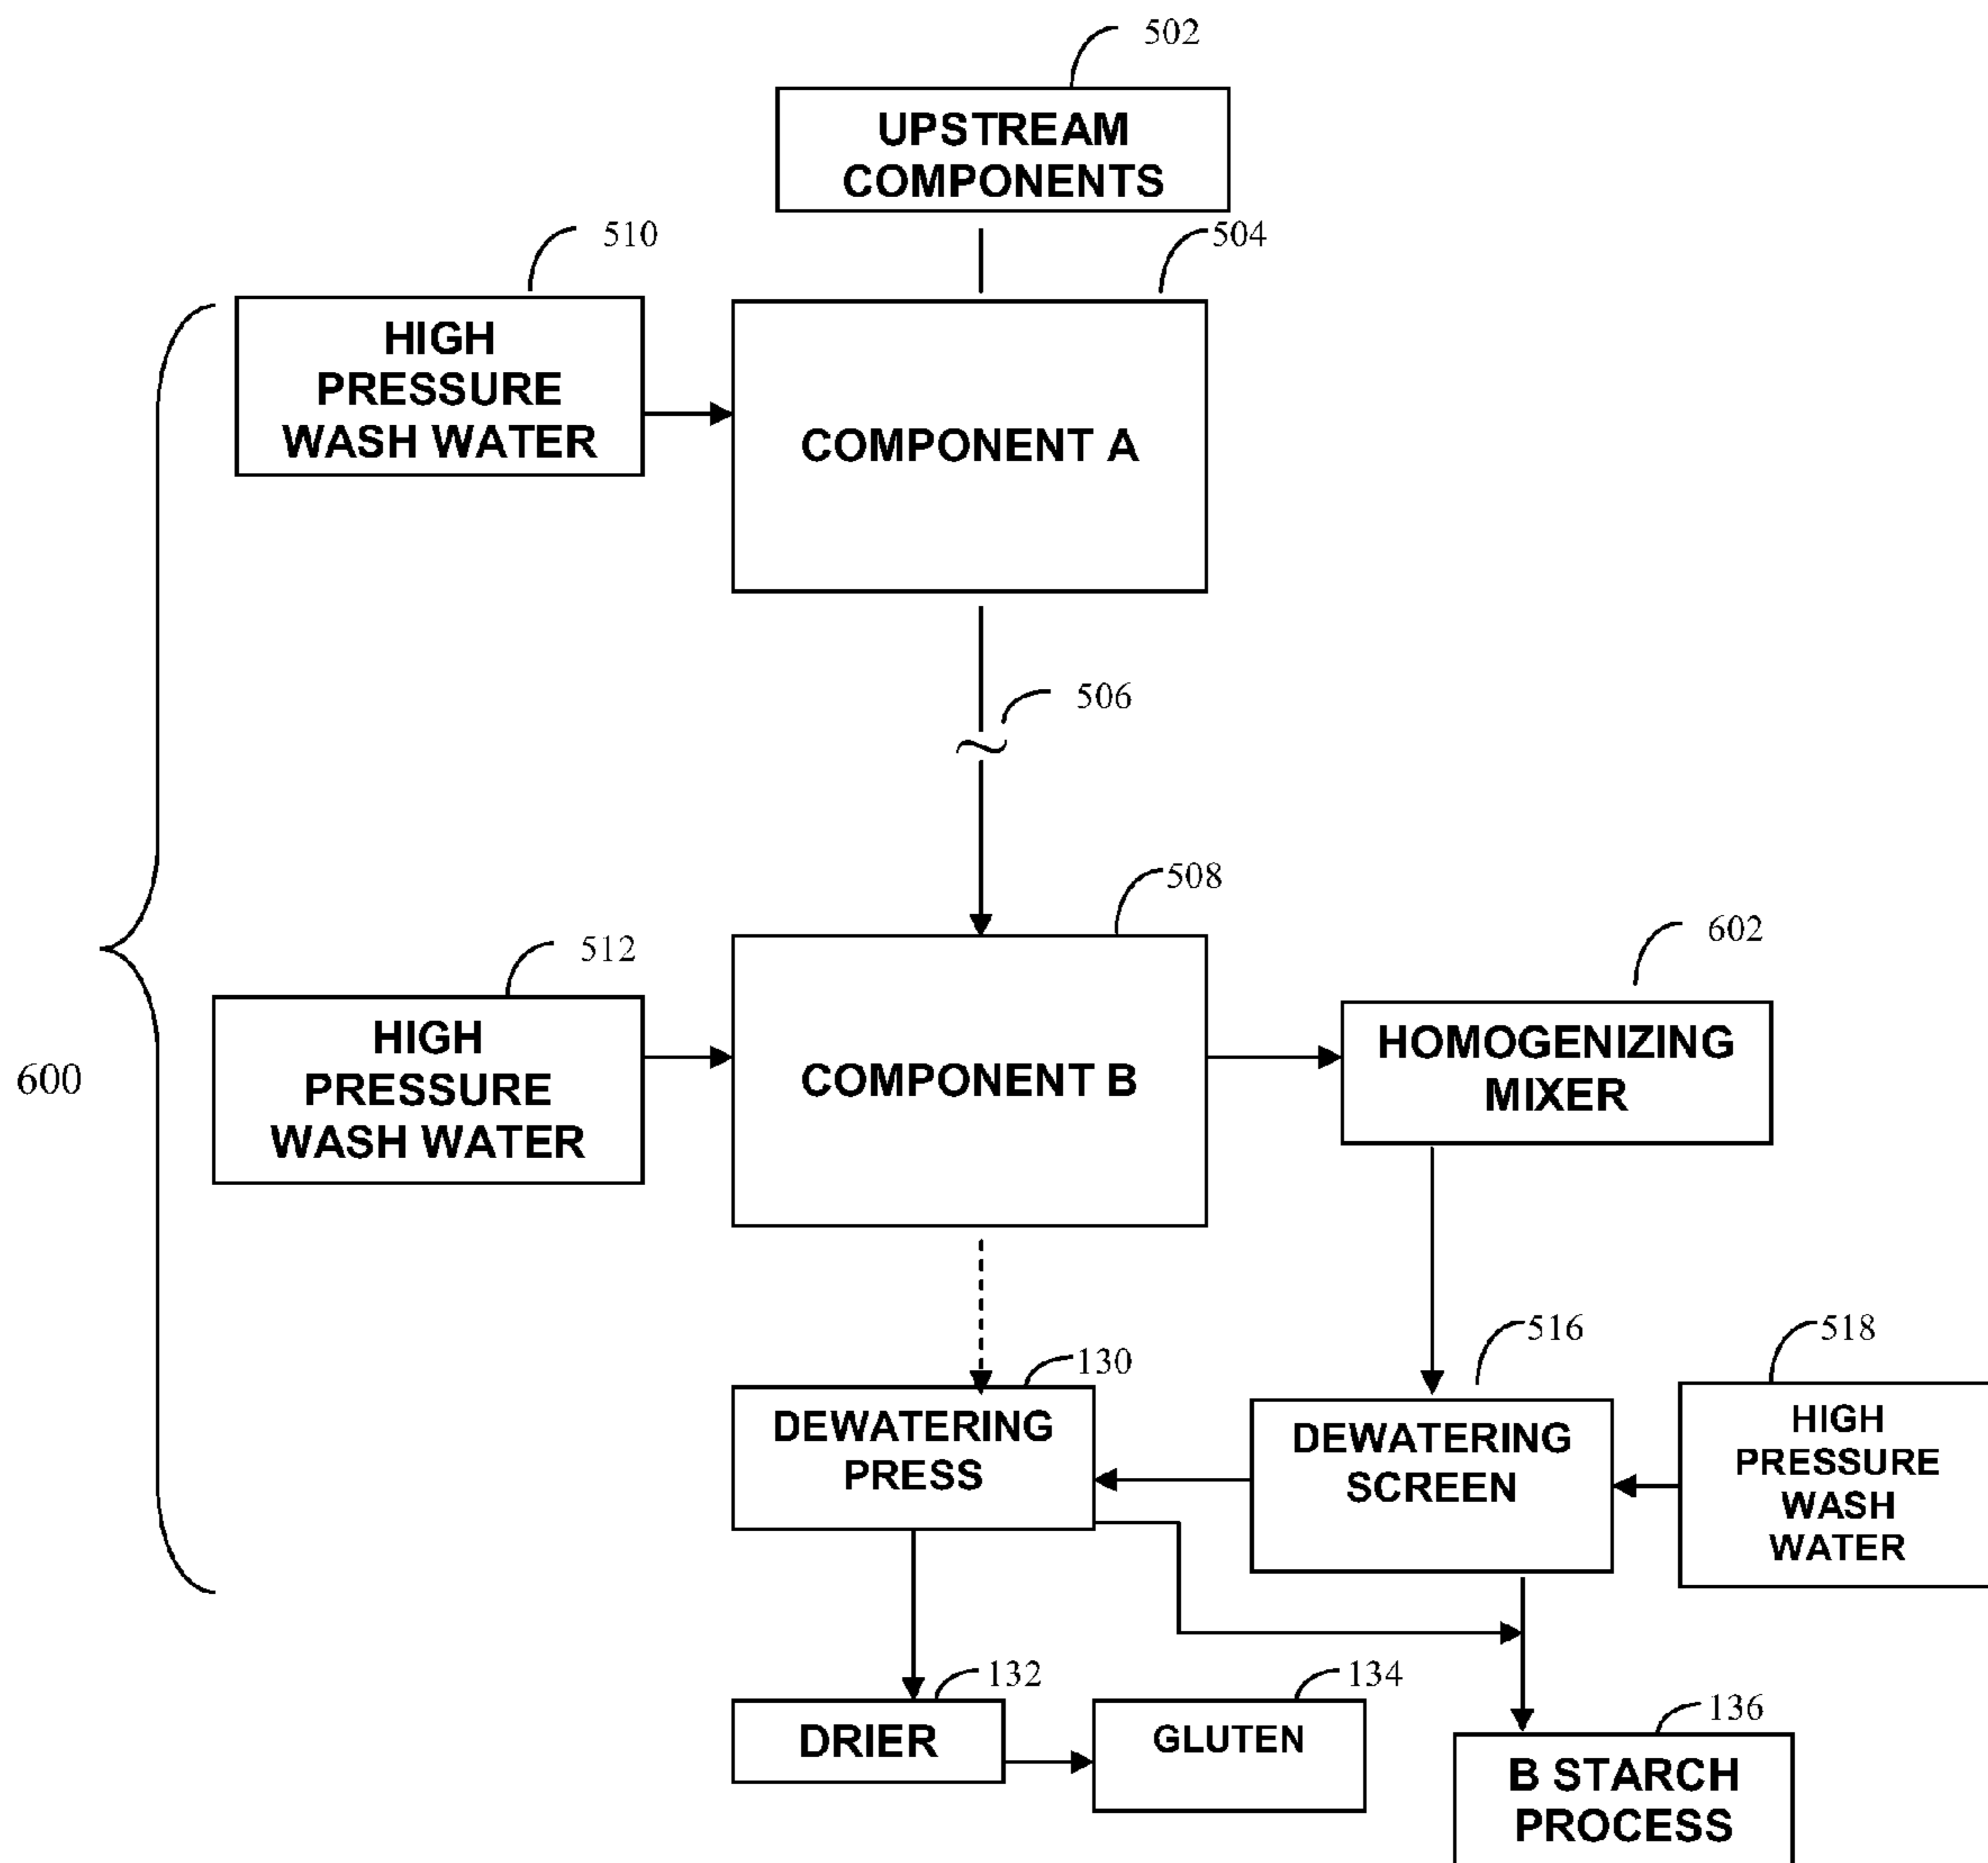 502
UPSTREAM
COMPONENTS
510
504
HIGH
PRESSURE
WASH WATER
COMPONENT A
506
508
602
512
HIGH
PRESSURE
WASH WATER
COMPONENT B
HOMOGENIZING
MIXER
600
516
518
130
DEWATERING
PRESS
DEWATERING
SCREEN
HIGH
PRESSURE
WASH
WATER
132
134
136
DRIER
GLUTEN
B STARCH
PROCESS